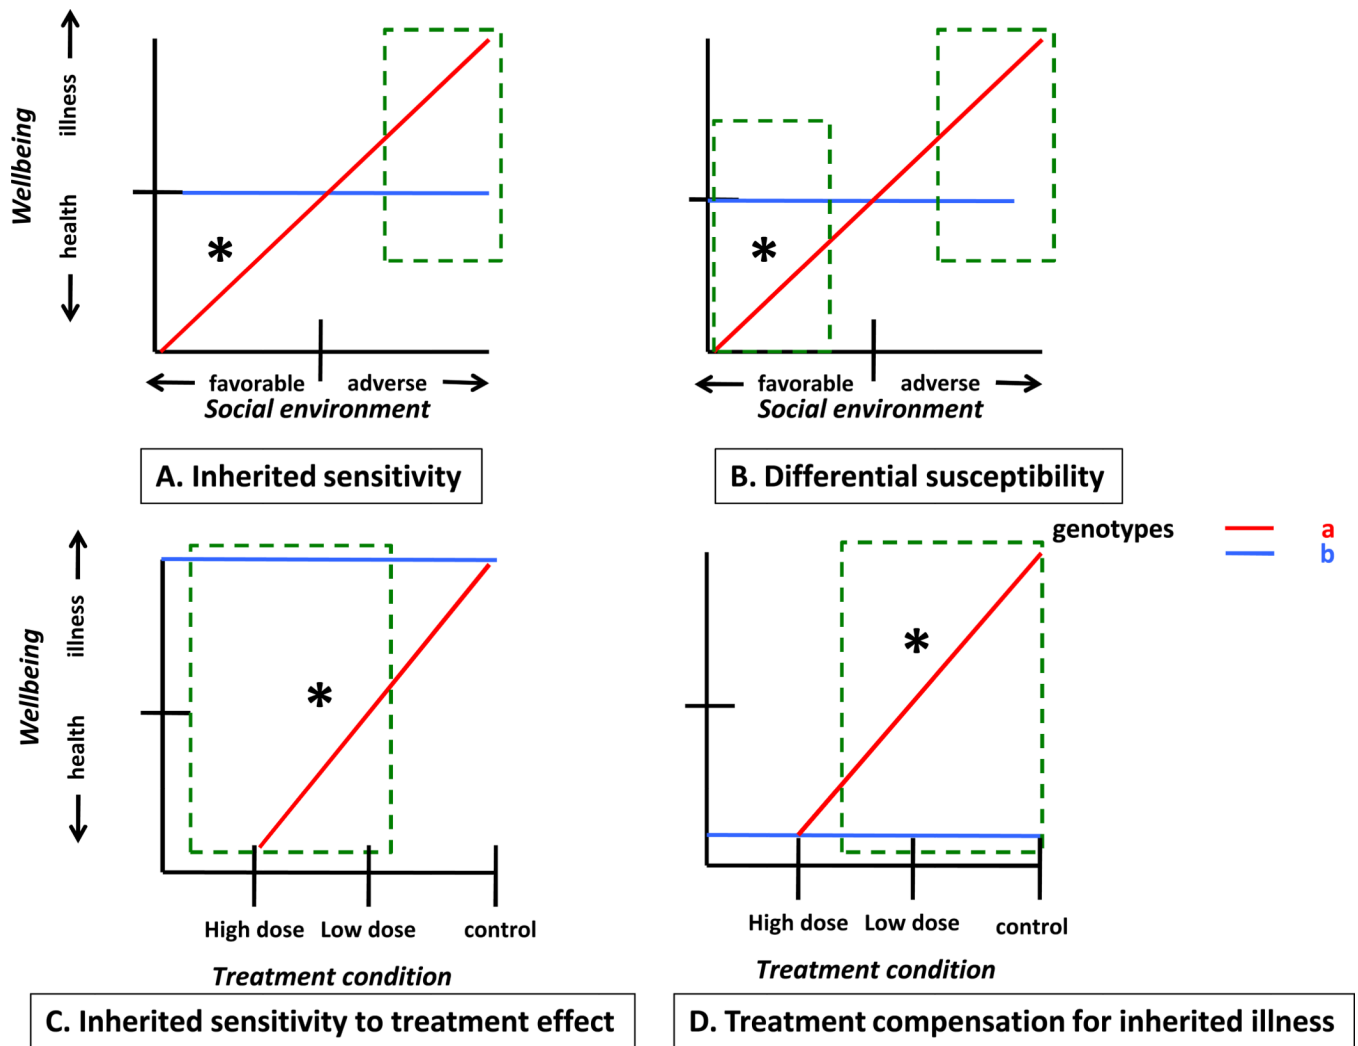 Wellbeing
illness
health
*
favorable
adverse
Social environment
A. Inherited sensitivity
*
favorable
adverse
Social environment
B. Differential susceptibility
genotypes
a
b
Wellbeing
illness
health
*
High dose
Low dose
control
Treatment condition
C. Inherited sensitivity to treatment effect
*
High dose
Low dose
control
Treatment condition
D. Treatment compensation for inherited illness